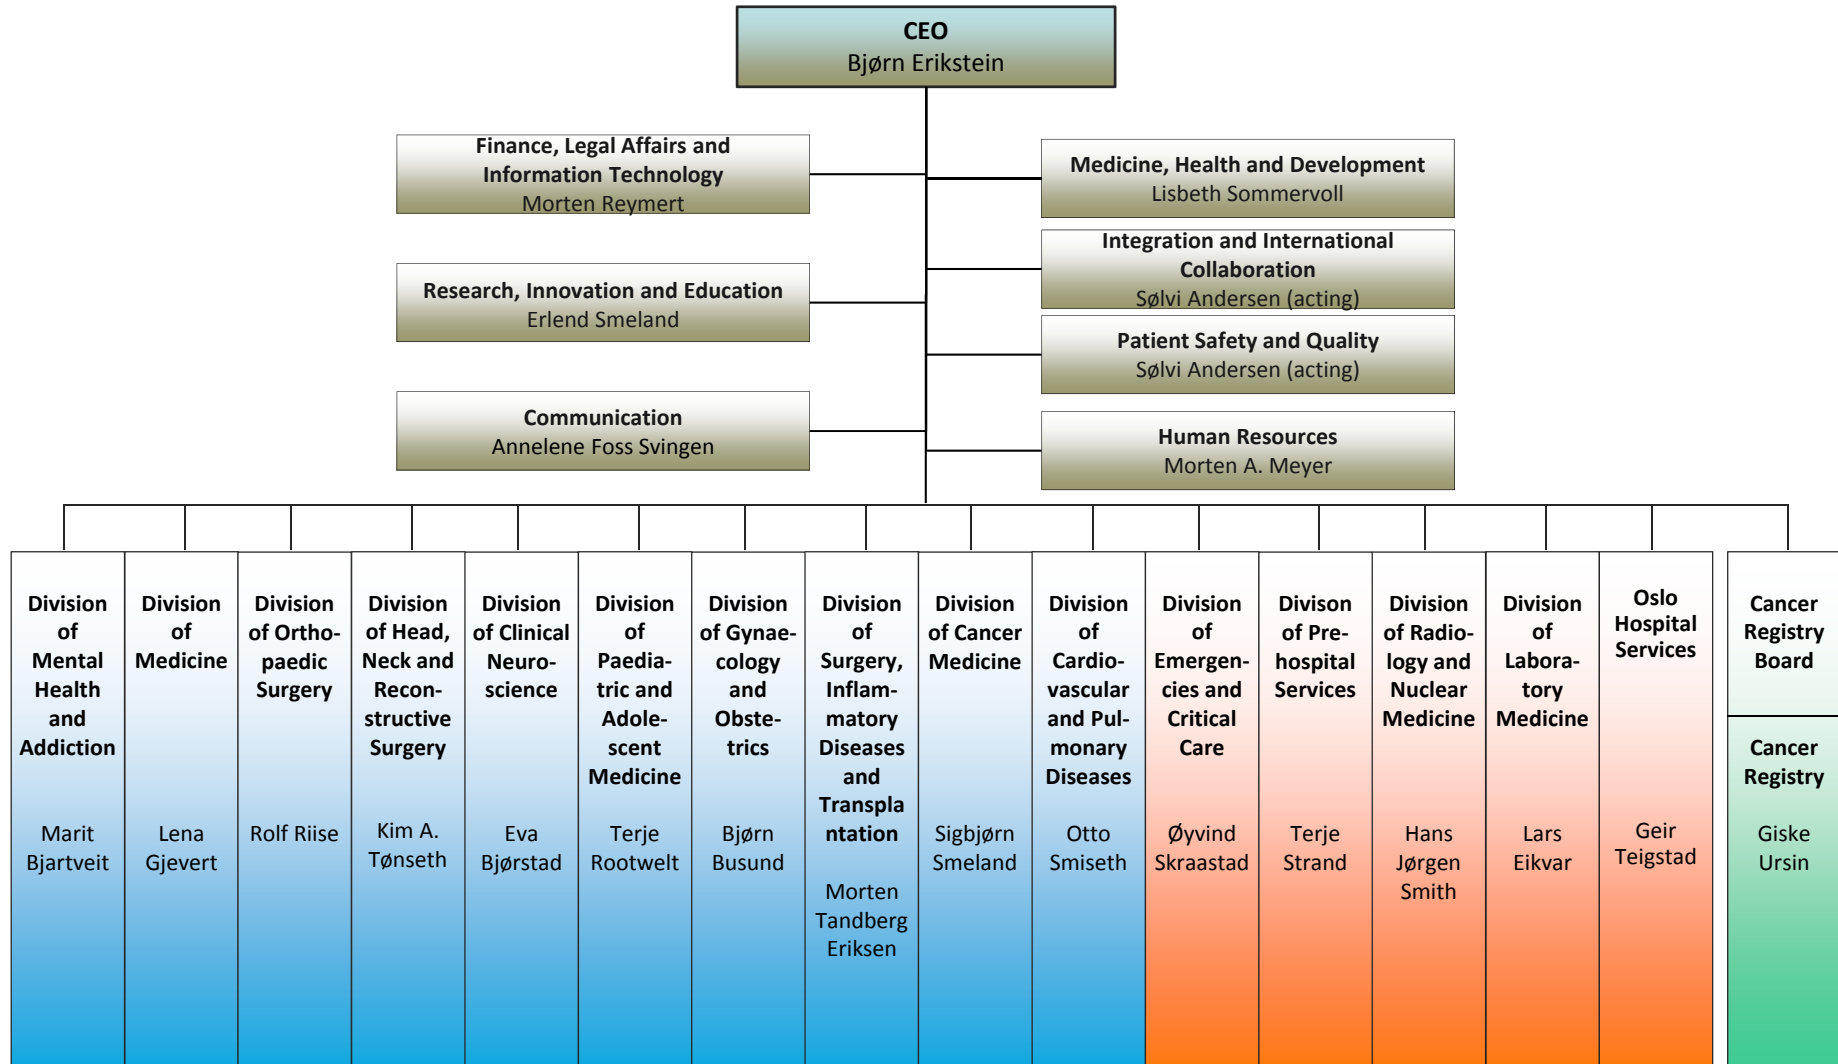 CEO
Bjørn Erikstein
Finance, Legal Affairs and
Information Technology
Morten Reymert
Medicine, Health and Development
Lisbeth Sommervoll
Integration and International
Collaboration
Sølvi Andersen (acting)
Research, Innovation and Education
Erlend Smeland
Patient Safety and Quality
Sølvi Andersen (acting)
Communication
Annelene Foss Svingen
Human Resources
Morten A. Meyer
Division
of
Mental
Health
and
Addiction
Marit
Bjartveit
Division
of
Medicine
Lena
Gjevert
Division
of Ortho-
paedic
Surgery
Rolf Riise
Division
of Head,
Neck and
Recon-
structive
Surgery
Kim A.
Tønseth
Division
of Clinical
Neuro-
science
Eva
Bjørstad
Division
of
Paedia-
tric and
Adole-
scent
Medicine
Terje
Rootwelt
Division
of Gynae-
cology
and
Obste-
trics
Bjørn
Busund
Division
of
Surgery,
Inflam-
matory
Diseases
and
Transpla
ntation
Morten
Tandberg
Eriksen
Division
of Cancer
Medicine
Sigbjørn
Smeland
Division
of
Cardio-
vascular
and Pul-
monary
Diseases
Otto
Smiseth
Division
of
Emergen-
cies and
Critical
Care
Øyvind
Skraastad
Divison
of Pre-
hospital
Services
Terje
Strand
Division
of Radio-
logy and
Nuclear
Medicine
Hans
Jørgen
Smith
Division
of
Labora-
tory
Medicine
Lars
Eikvar
Oslo
Hospital
Services
Geir
Teigstad
Cancer
Registry
Board
Cancer
Registry
Giske
Ursin